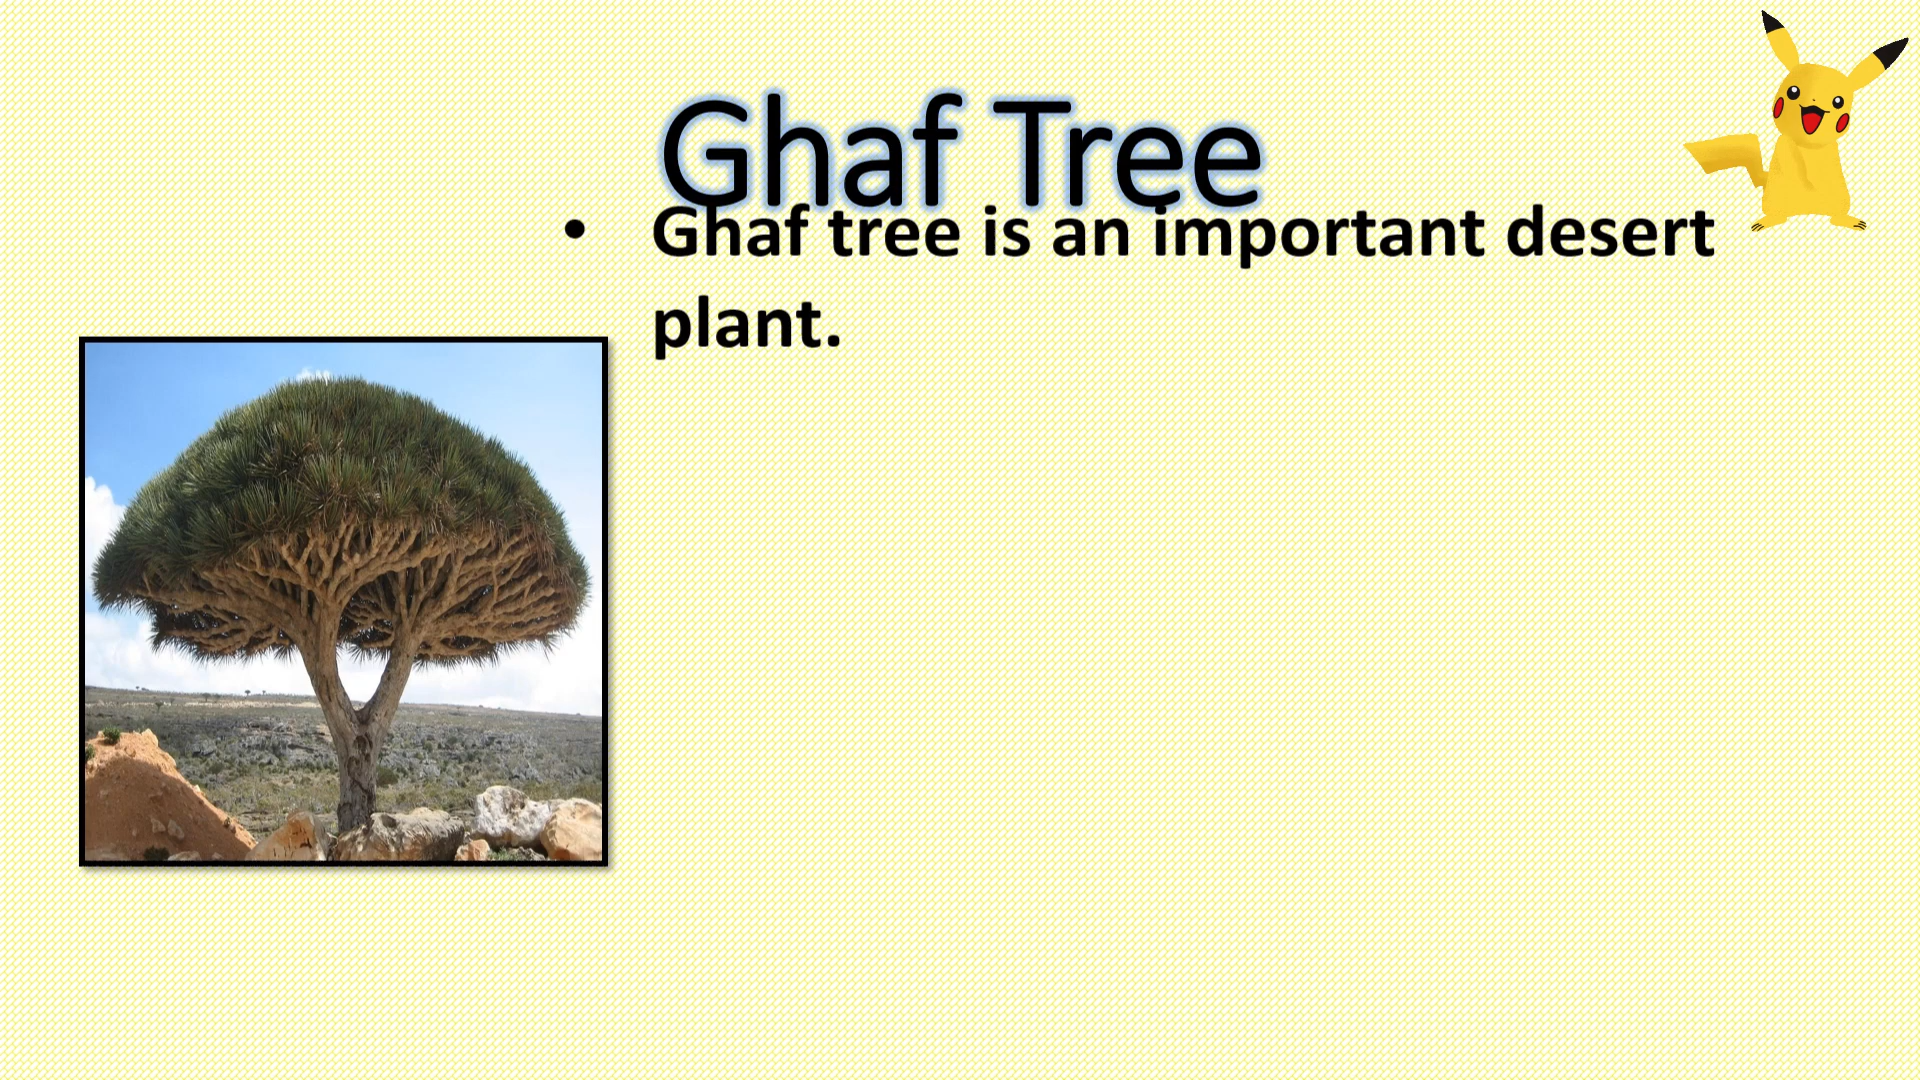 Ghaf Tree
• Ghaf tree is an important desert
plant.